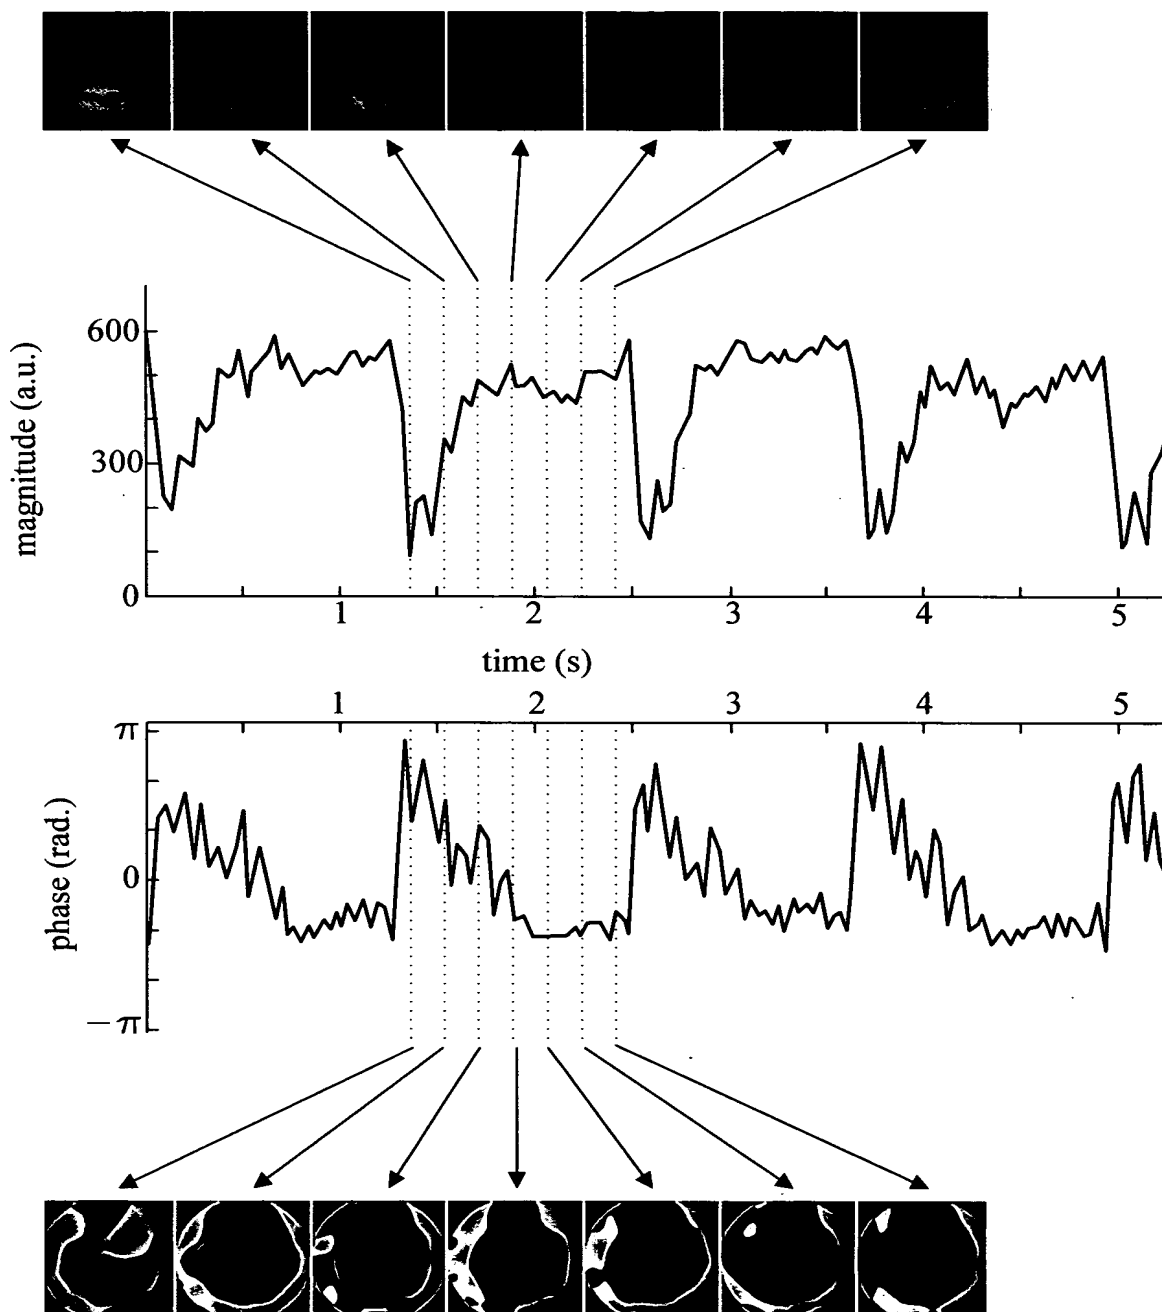 600
300
0
magnitude (a.u.)
1 2 3 4 5
time (s)
1 2 3 4 5
π
0
−π
phase (rad.)